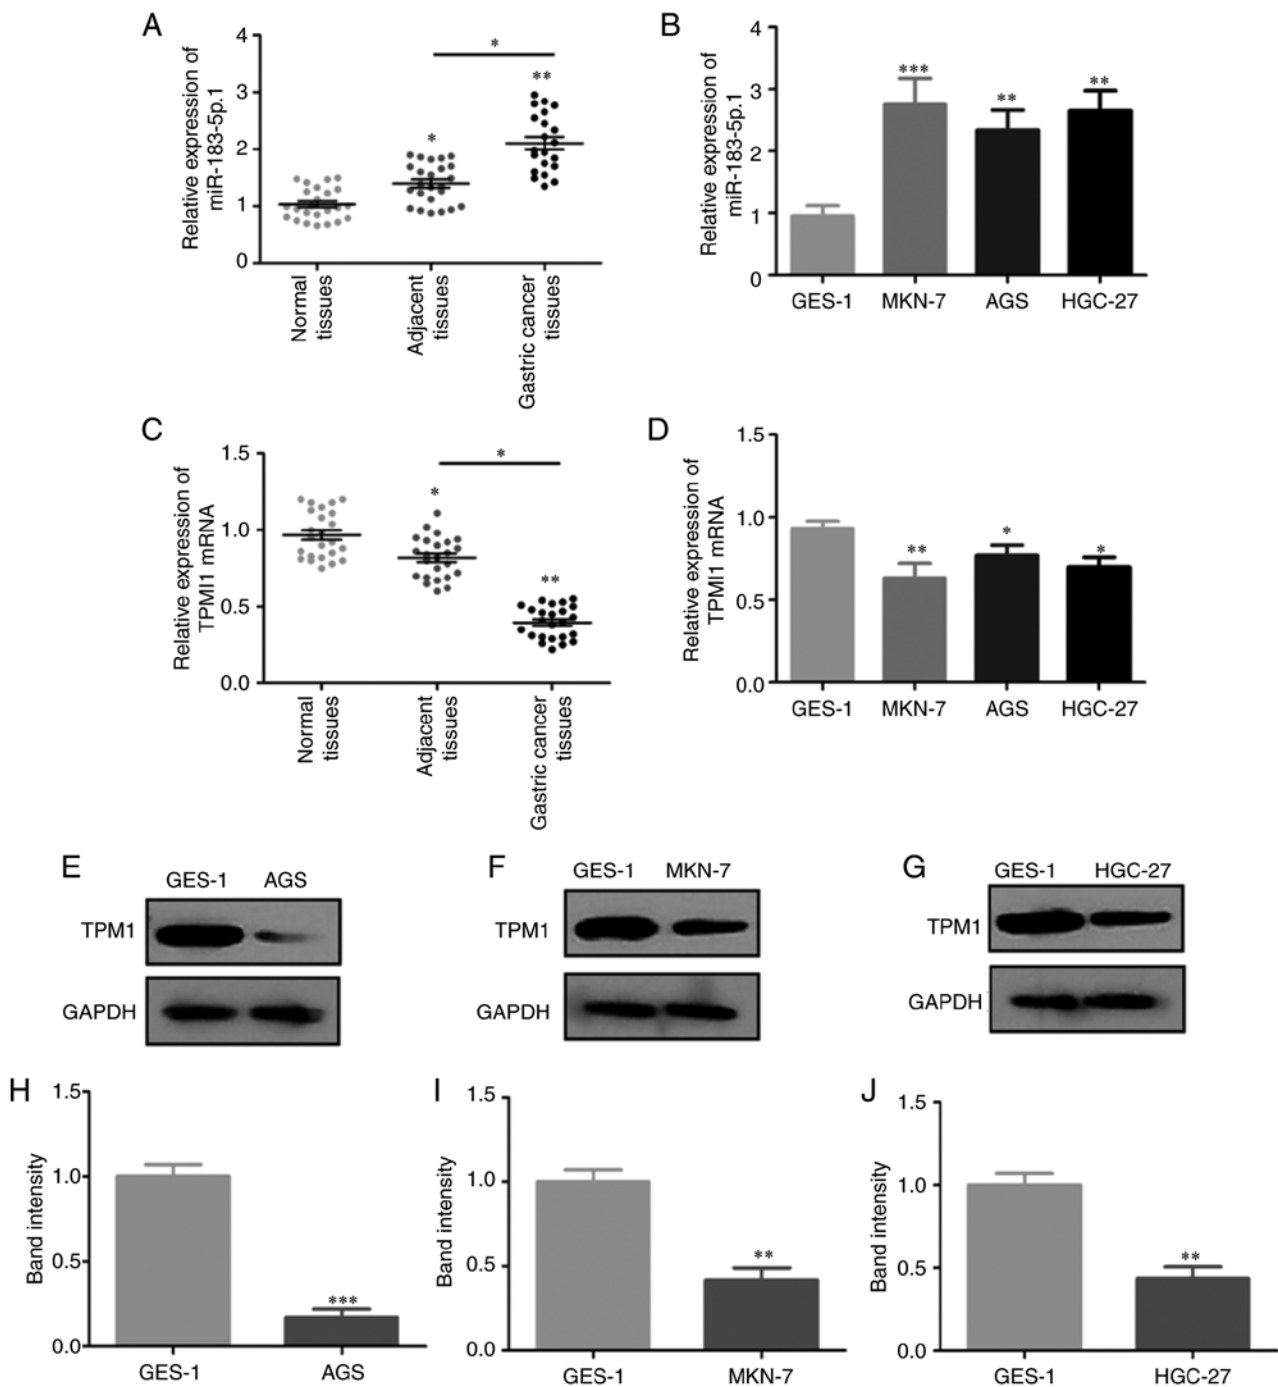 A
Relative expression of
miR-183-5p.1
4
3
2
1
0
*
**
*
Normal
tissues
Adjacent
tissues
Gastric cancer
tissues
B
Relative expression of
miR-183-5p.1
4
3
2
1
0
***
**
**
GES-1 MKN-7 AGS HGC-27
C
Relative expression of
TPMI1 mRNA
1.5
1.0
0.5
0.0
*
**
*
Normal
tissues
Adjacent
tissues
Gastric cancer
tissues
D
Relative expression of
TPMI1 mRNA
1.5
1.0
0.5
0.0
**
*
*
GES-1 MKN-7 AGS HGC-27
E
GES-1 AGS
TPM1
GAPDH
F
GES-1 MKN-7
TPM1
GAPDH
G
GES-1 HGC-27
TPM1
GAPDH
H
Band intensity
1.5
1.0
0.5
0.0
***
GES-1 AGS
I
Band intensity
1.5
1.0
0.5
0.0
**
GES-1 MKN-7
J
Band intensity
1.5
1.0
0.5
0.0
**
GES-1 HGC-27